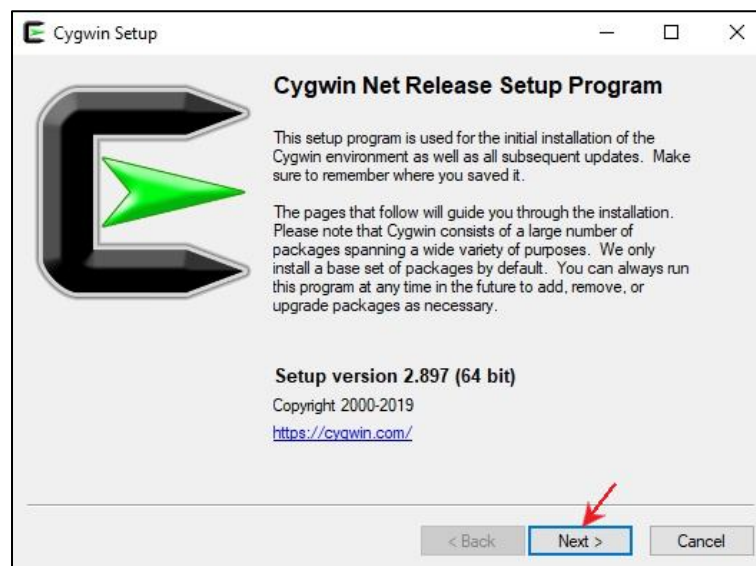 Cygwin Setup
Cygwin Net Release Setup Program
This setup program is used for the initial installation of the
Cygwin environment as well as all subsequent updates.  Make
sure to remember where you saved it.
The pages that follow will guide you through the installation.
Please note that Cygwin consists of a large number of
packages spanning a wide variety of purposes.  We only
install a base set of packages by default.  You can always run
this program at any time in the future to add, remove, or
upgrade packages as necessary.
Setup version 2.897 (64 bit)
Copyright 2000-2019
https://cygwin.com/
< Back Next > Cancel